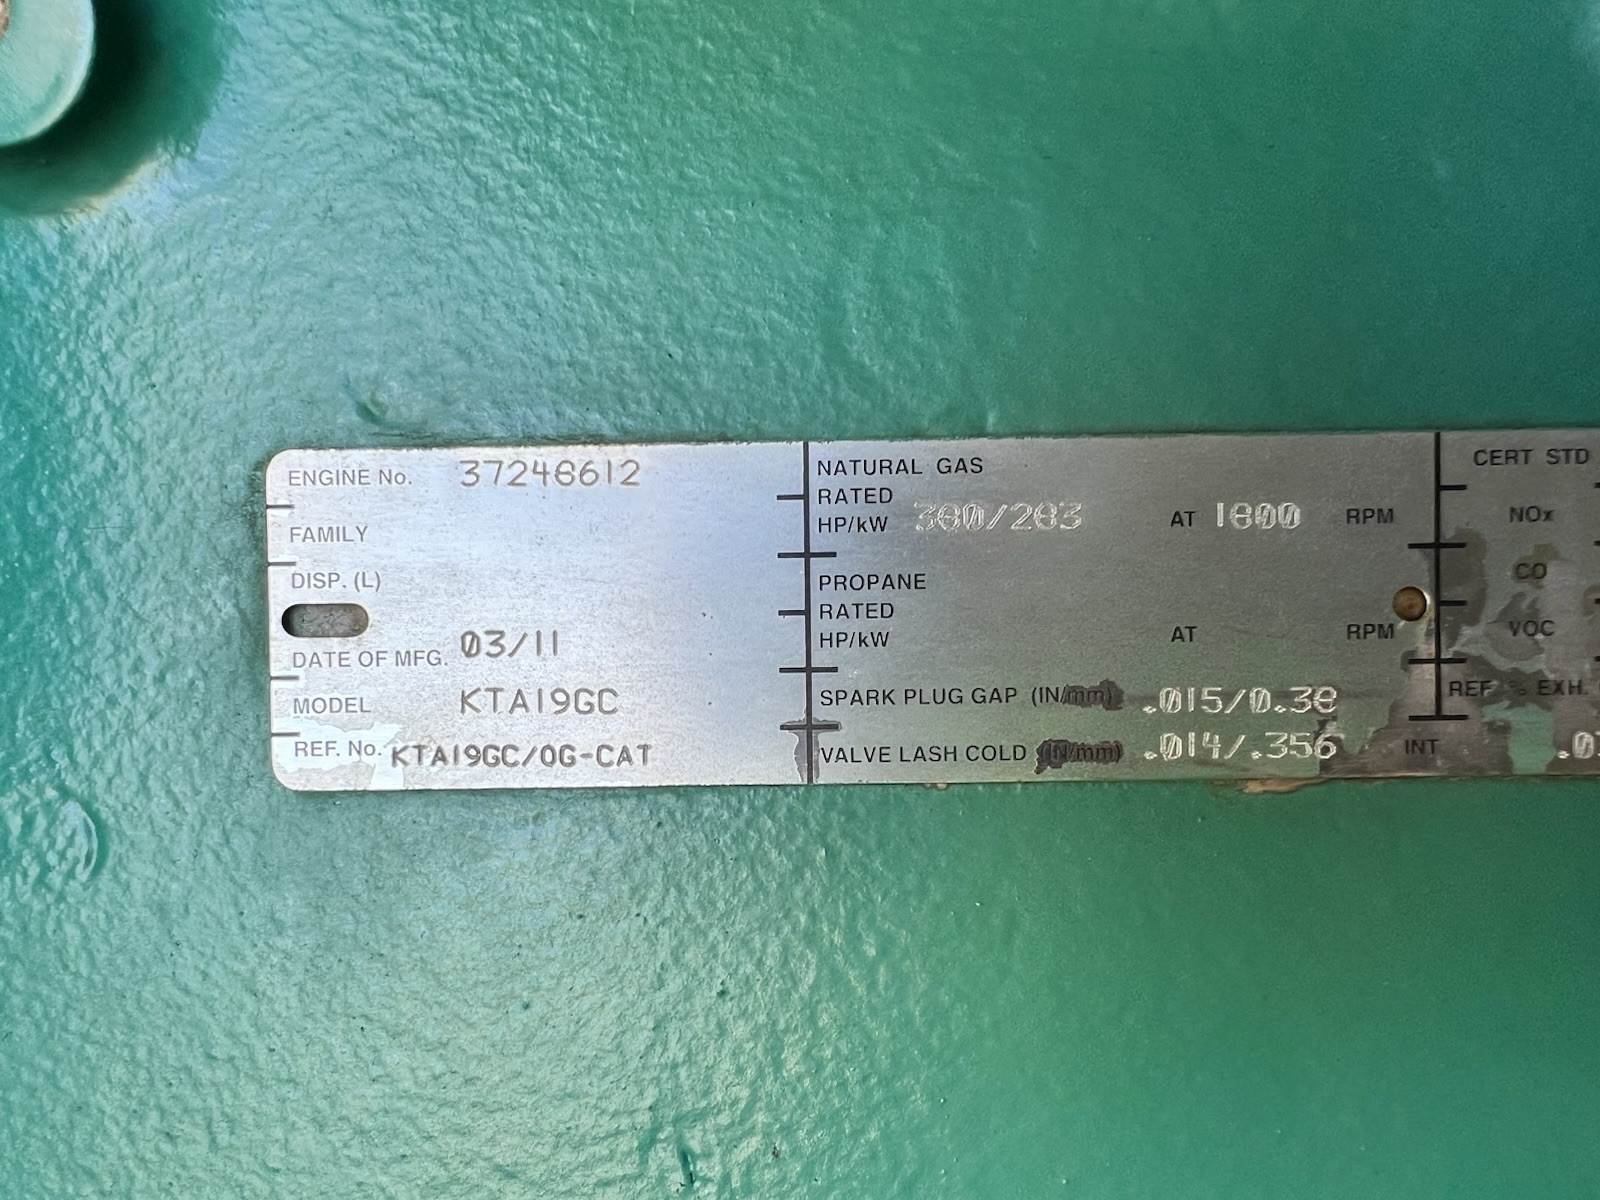 ENGINE No. 37248612
FAMILY
DISP. (L)
DATE OF MFG. 03/11
MODEL KTA19GC
REF. No. KTA19GC/OG-CAT
NATURAL GAS
RATED
HP/kW 380/283 AT 1800 RPM
PROPANE
RATED
HP/kW AT RPM
SPARK PLUG GAP (IN/mm) .015/0.38
VALVE LASH COLD (IN/mm) .014/.356
CERT STD
NOx
CO
VOC
REF % EXH.
INT